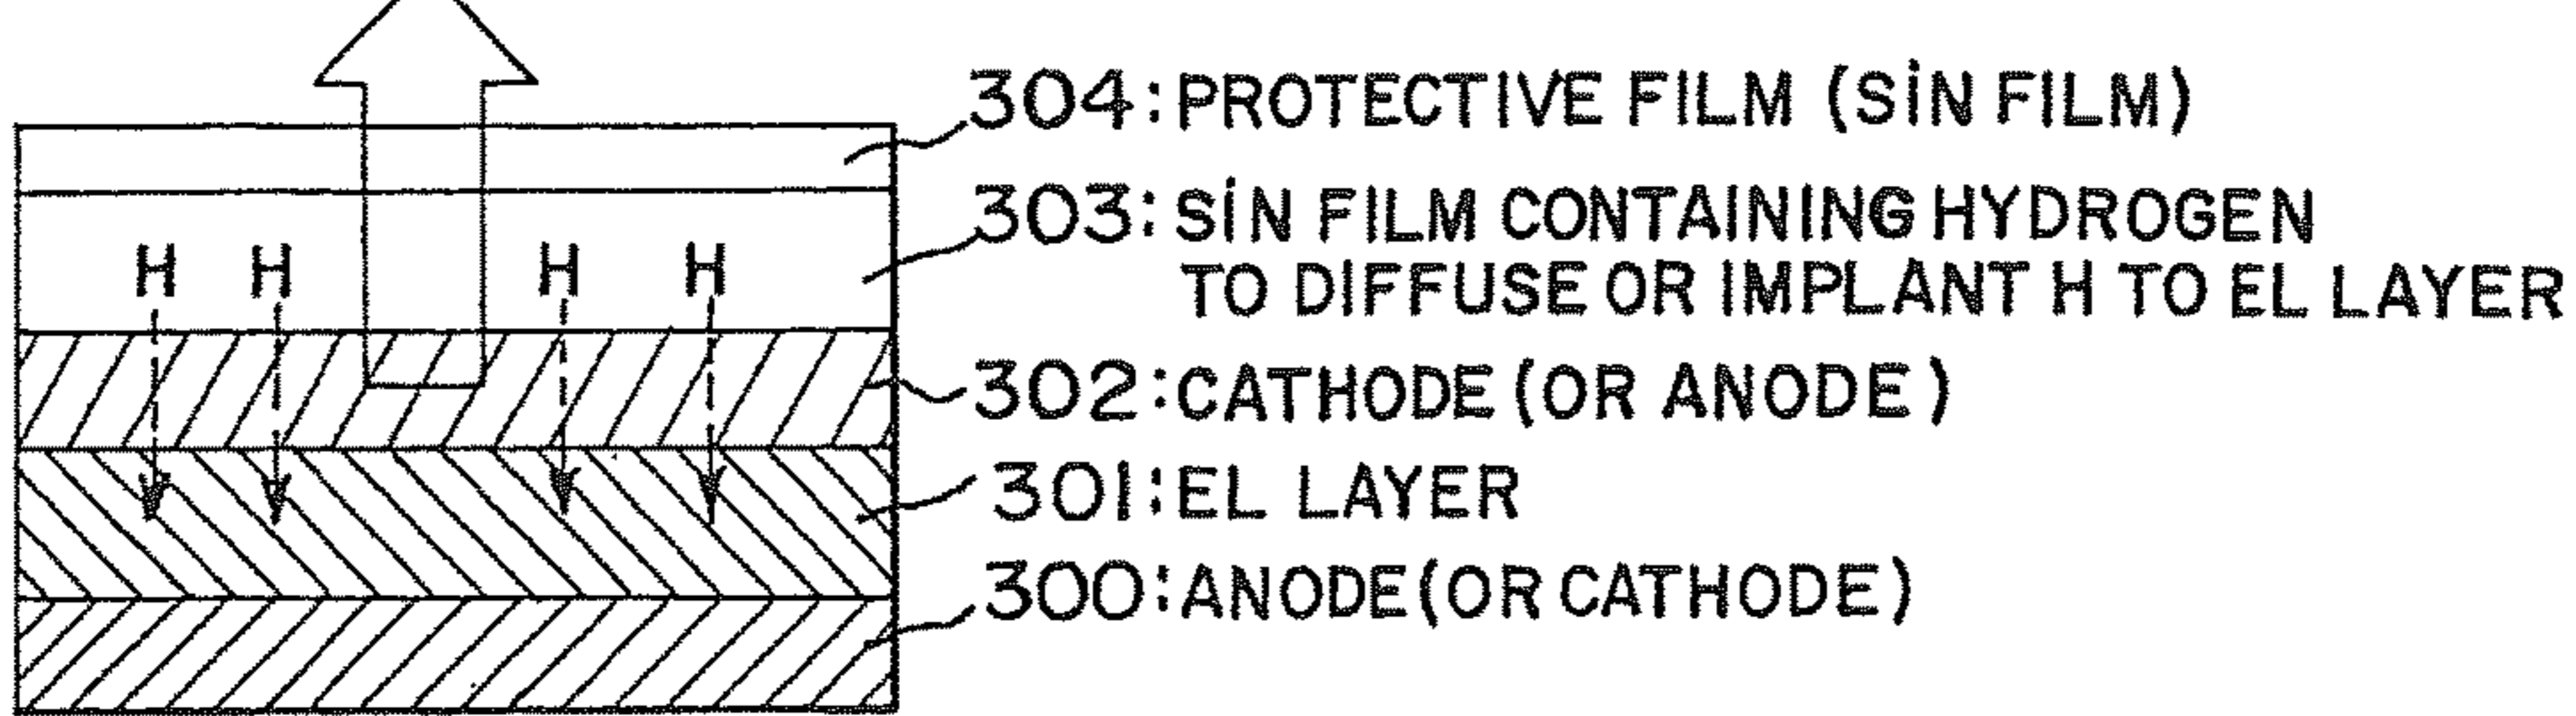 304:PROTECTIVE FILM (SiN FILM)
303:SiN FILM CONTAINING HYDROGEN
TO DIFFUSE OR IMPLANT H TO EL LAYER
H H H H
302:CATHODE(OR ANODE)
301:EL LAYER
300:ANODE(OR CATHODE)